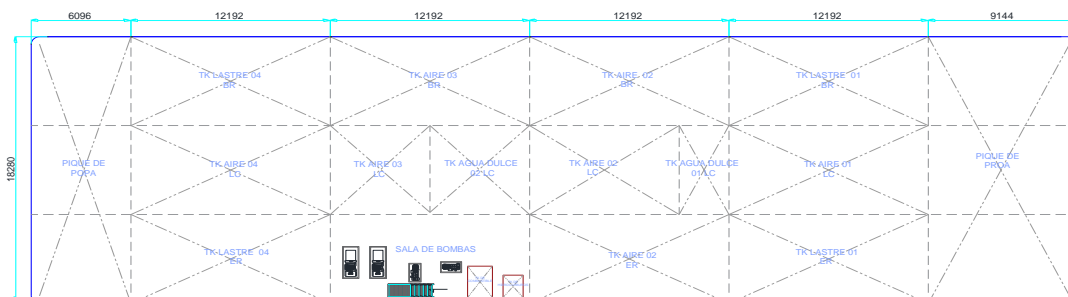 6096 12192 12192 12192 12192 9144
18280
TK LASTRE 04
BR
TK AIRE 03
BR
TK AIRE 02
BR
TK LASTRE 01
BR
PIQUE DE
POPA
TK AIRE 04
LC
TK AIRE 03
LC
TK AGUA DULCE
02 LC
TK AIRE 02
LC
TK AGUA DULCE
01 LC
TK AIRE 01
LC
PIQUE DE
PROA
TK LASTRE 04
ER
SALA DE BOMBAS
TK AIRE 02
ER
TK LASTRE 01
ER